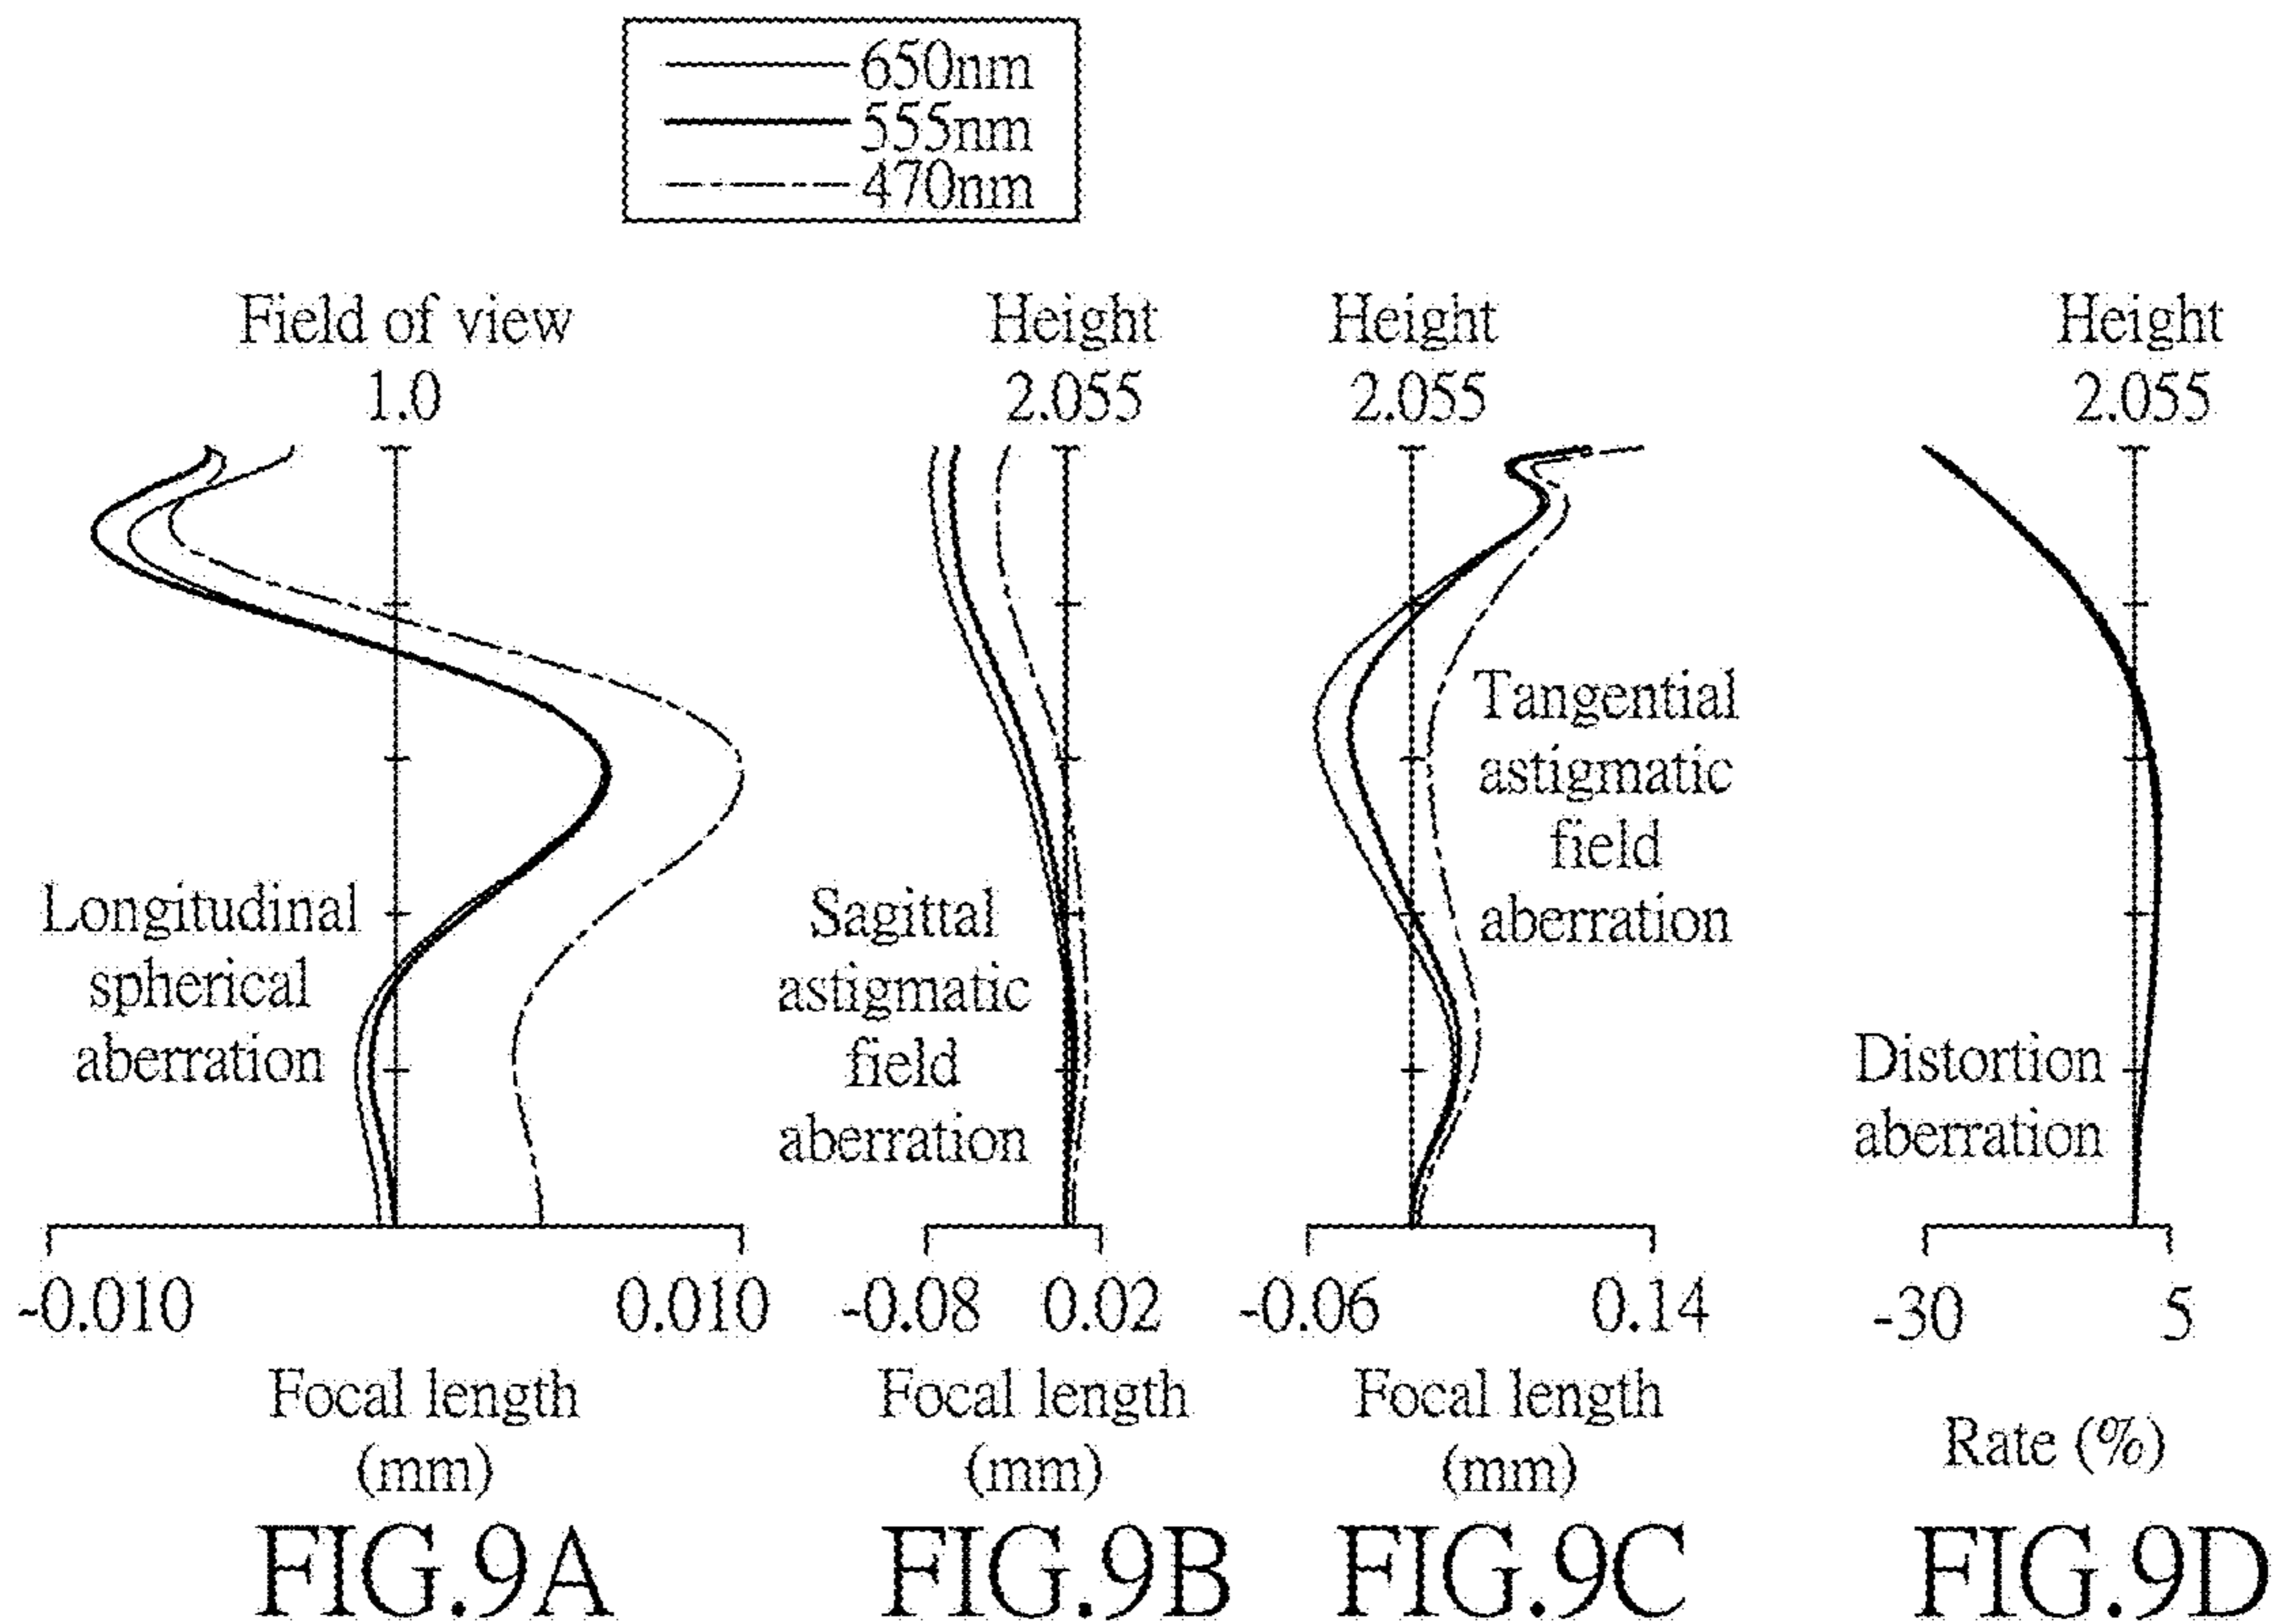 650nm
555nm
470nm
Field of view
1.0
Longitudinal
spherical
aberration
-0.010
0.010
Focal length
(mm)
FIG.9A
Height
2.055
Sagittal
astigmatic
field
aberration
-0.08
0.02
Focal length
(mm)
FIG.9B
Height
2.055
Tangential
astigmatic
field
aberration
-0.06
0.14
Focal length
(mm)
FIG.9C
Height
2.055
Distortion
aberration
-30
5
Rate (%)
FIG.9D